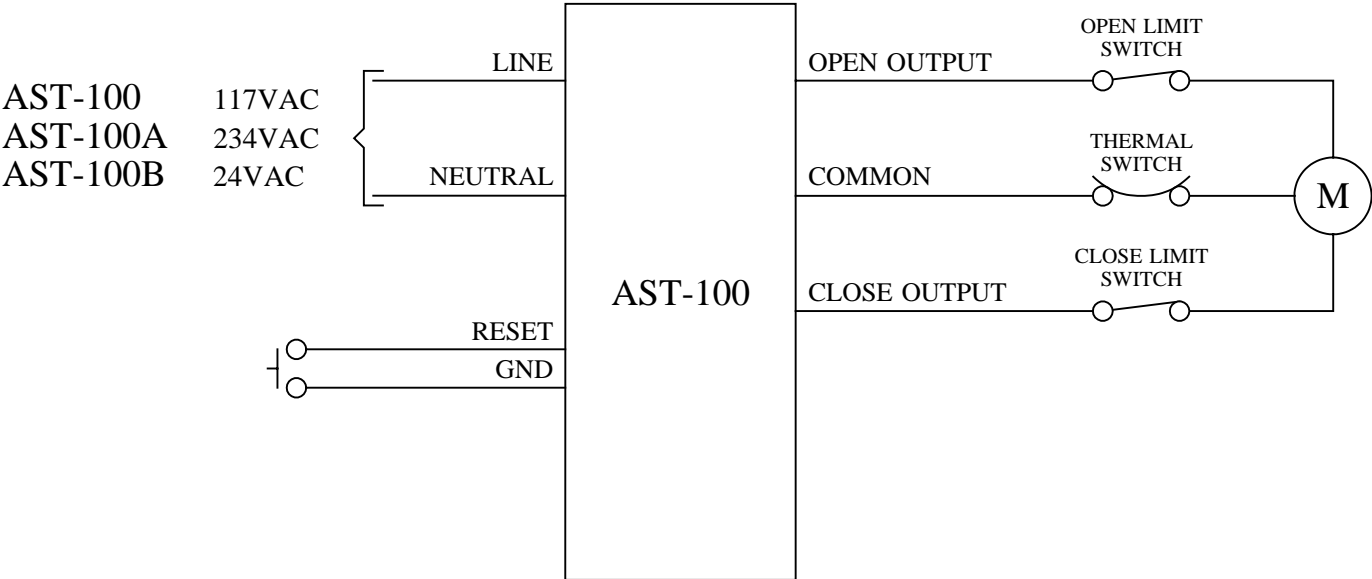 AST-100 117VAC
AST-100A 234VAC
AST-100B 24VAC
LINE
NEUTRAL
RESET
GND
AST-100
OPEN OUTPUT
COMMON
CLOSE OUTPUT
OPEN LIMIT
SWITCH
THERMAL
SWITCH
CLOSE LIMIT
SWITCH
M